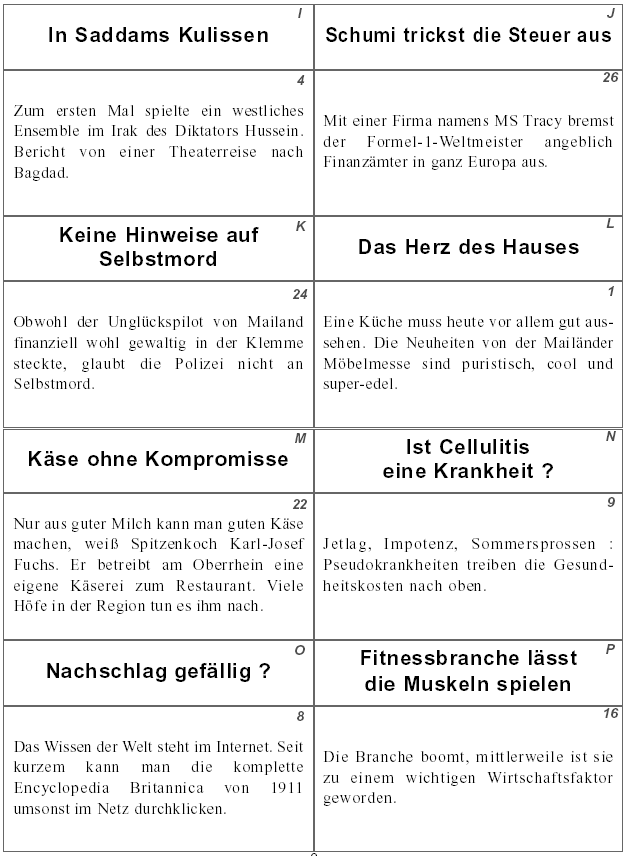 I
In Saddams Kulissen
J
Schumi trickst die Steuer aus
4
Zum ersten Mal spielte ein westliches
Ensemble im Irak des Diktators Hussein.
Bericht von einer Theaterreise nach
Bagdad.
26
Mit einer Firma namens MS Tracy bremst
der Formel-1-Weltmeister angeblich
Finanzämter in ganz Europa aus.
K
Keine Hinweise auf
Selbstmord
L
Das Herz des Hauses
24
Obwohl der Unglückspilot von Mailand
finanziell wohl gewaltig in der Klemme
steckte, glaubt die Polizei nicht an
Selbstmord.
1
Eine Küche muss heute vor allem gut aus-
sehen. Die Neuheiten von der Mailänder
Möbelmesse sind puristisch, cool und
super-edel.
M
Käse ohne Kompromisse
N
Ist Cellulitis
eine Krankheit ?
22
Nur aus guter Milch kann man guten Käse
machen, weiß Spitzenkoch Karl-Josef
Fuchs. Er betreibt am Oberrhein eine
eigene Käserei zum Restaurant. Viele
Höfe in der Region tun es ihm nach.
9
Jetlag, Impotenz, Sommersprossen :
Pseudokrankheiten treiben die Gesund-
heitskosten nach oben.
O
Nachschlag gefällig ?
P
Fitnessbranche lässt
die Muskeln spielen
8
Das Wissen der Welt steht im Internet. Seit
kurzem kann man die komplette
Encyclopedia Britannica von 1911
umsonst im Netz durchklicken.
16
Die Branche boomt, mittlerweile ist sie
zu einem wichtigen Wirtschaftsfaktor
geworden.